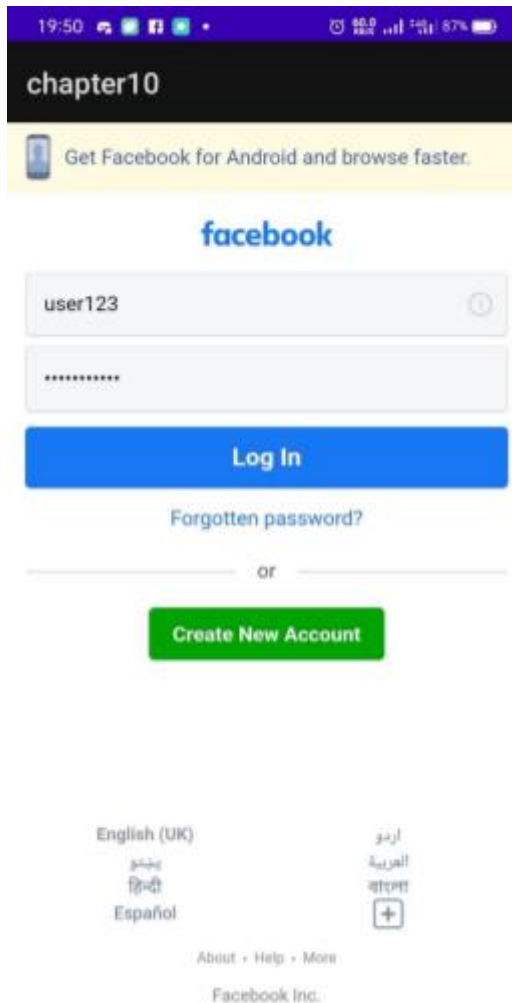 19:50 87%
chapter10
Get Facebook for Android and browse faster.
facebook
user123
•••••••••••
Log In
Forgotten password?
or
Create New Account
English (UK) اردو
پښتو العربية
हिन्दी বাংলা
Español
About · Help · More
Facebook Inc.